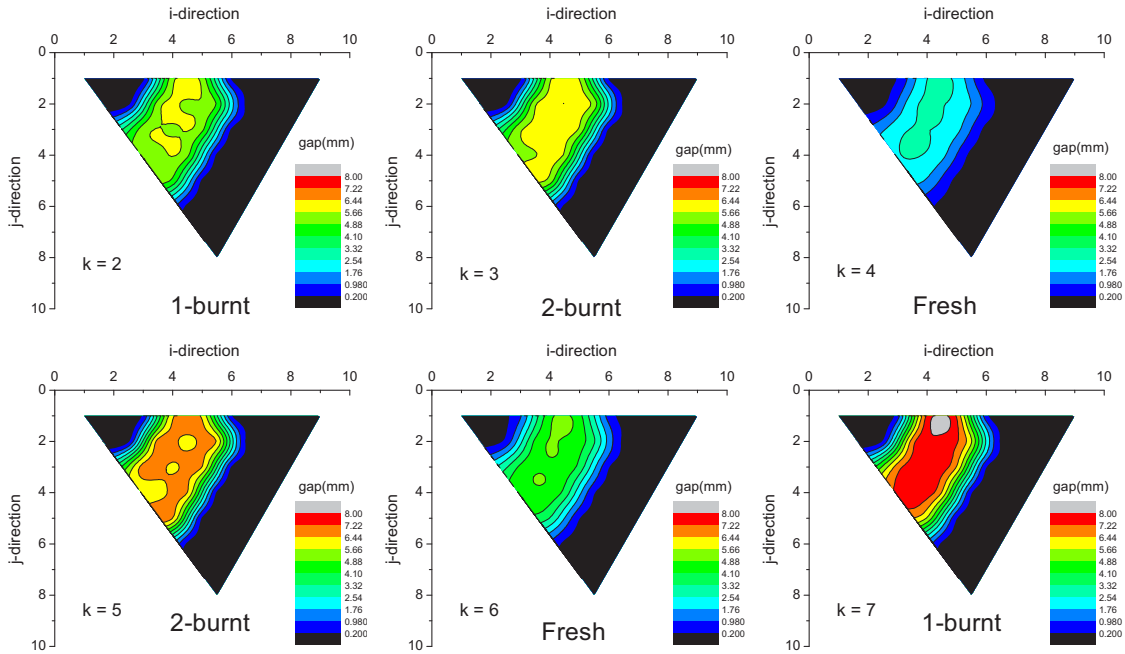 i-direction
0 2 4 6 8 10
0
2
4
6
8
10
j-direction
gap(mm)
8.00
7.22
6.44
5.66
4.88
4.10
3.32
2.54
1.76
0.980
0.200
k = 2
1-burnt
i-direction
0 2 4 6 8 10
0
2
4
6
8
10
j-direction
gap(mm)
8.00
7.22
6.44
5.66
4.88
4.10
3.32
2.54
1.76
0.980
0.200
k = 3
2-burnt
i-direction
0 2 4 6 8 10
0
2
4
6
8
10
j-direction
gap(mm)
8.00
7.22
6.44
5.66
4.88
4.10
3.32
2.54
1.76
0.980
0.200
k = 4
Fresh
i-direction
0 2 4 6 8 10
0
2
4
6
8
10
j-direction
gap(mm)
8.00
7.22
6.44
5.66
4.88
4.10
3.32
2.54
1.76
0.980
0.200
k = 5
2-burnt
i-direction
0 2 4 6 8 10
0
2
4
6
8
10
j-direction
gap(mm)
8.00
7.22
6.44
5.66
4.88
4.10
3.32
2.54
1.76
0.980
0.200
k = 6
Fresh
i-direction
0 2 4 6 8 10
0
2
4
6
8
10
j-direction
gap(mm)
8.00
7.22
6.44
5.66
4.88
4.10
3.32
2.54
1.76
0.980
0.200
k = 7
1-burnt